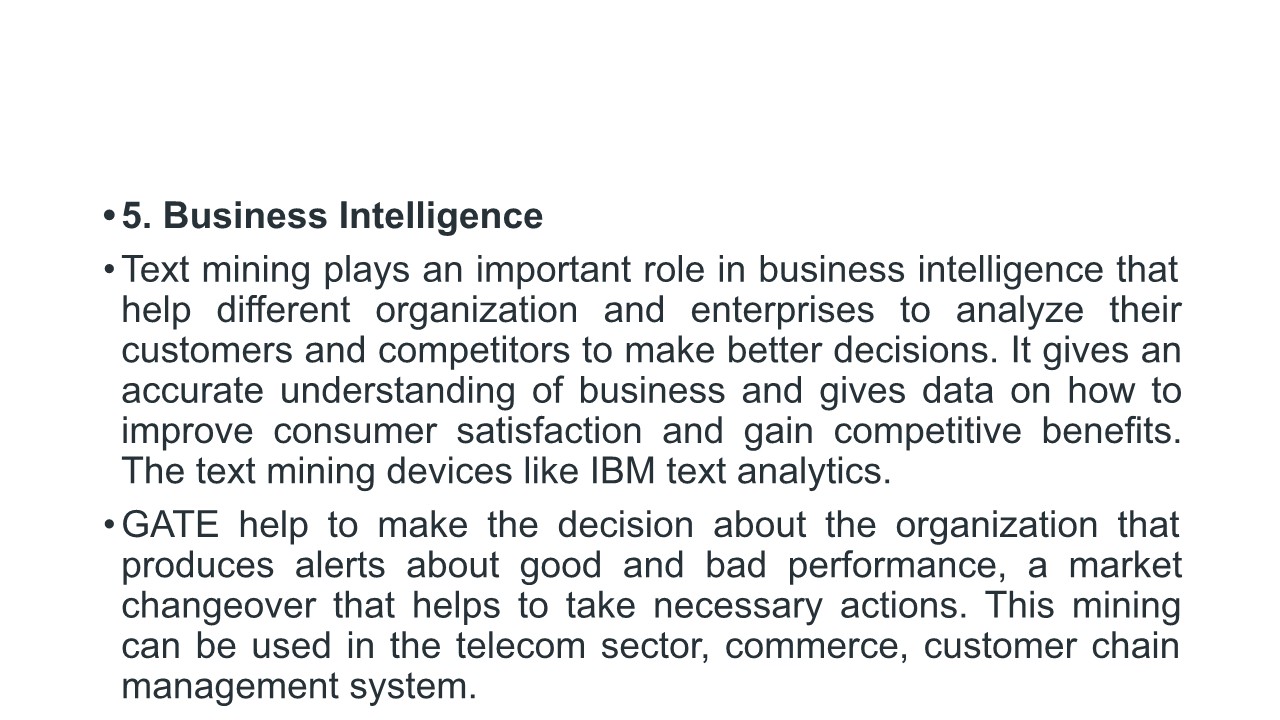 • 5. Business Intelligence
• Text mining plays an important role in business intelligence that
help different organization and enterprises to analyze their
customers and competitors to make better decisions. It gives an
accurate understanding of business and gives data on how to
improve consumer satisfaction and gain competitive benefits.
The text mining devices like IBM text analytics.
• GATE help to make the decision about the organization that
produces alerts about good and bad performance, a market
changeover that helps to take necessary actions. This mining
can be used in the telecom sector, commerce, customer chain
management system.